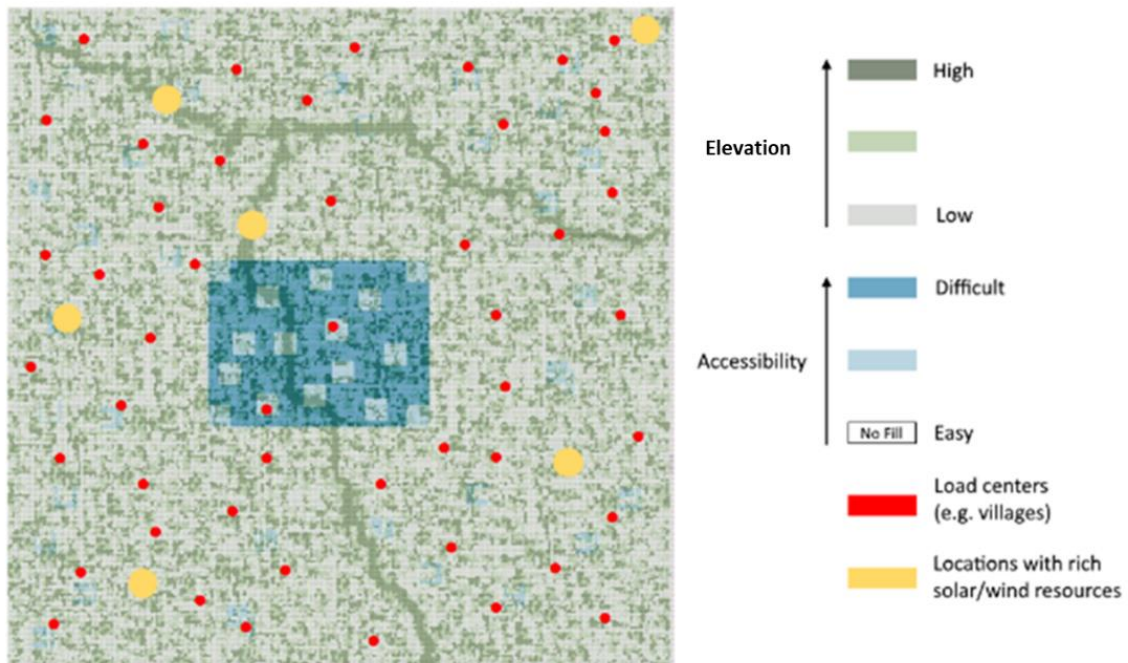 High
Elevation
Low
Difficult
Accessibility
No Fill
Easy
Load centers
(e.g. villages)
Locations with rich
solar/wind resources